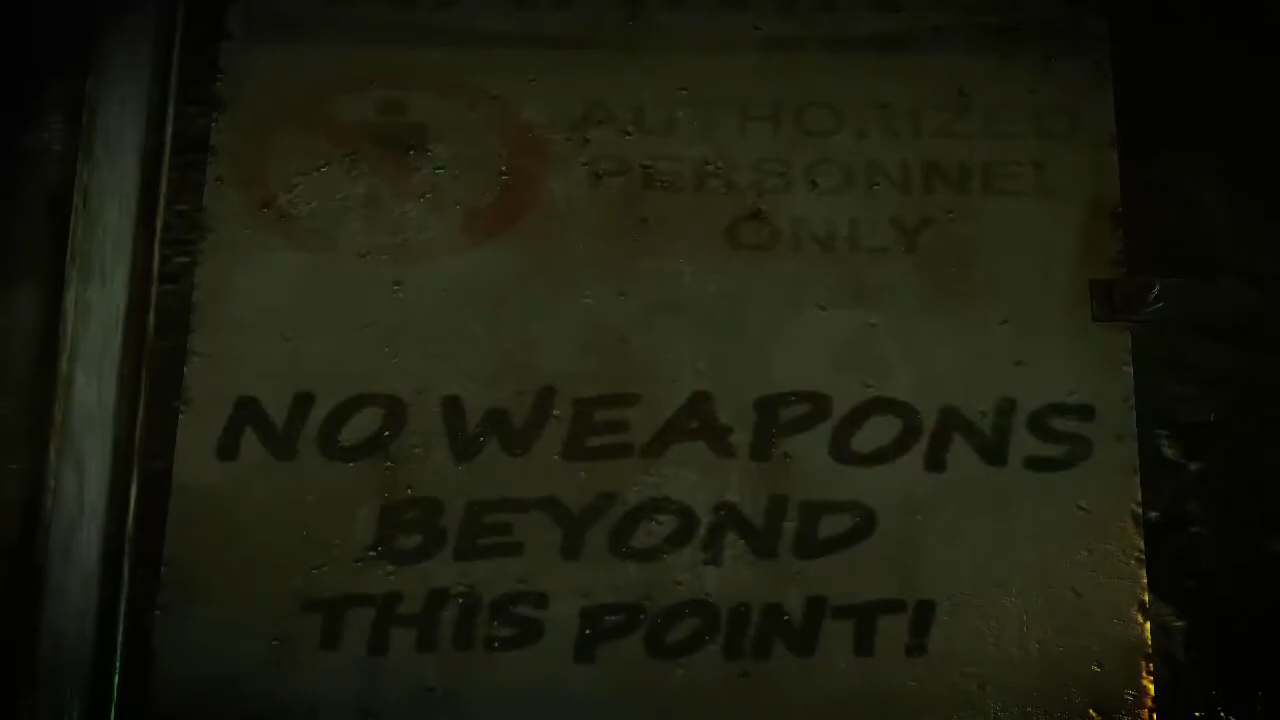 AUTHORIZED
PERSONNEL
ONLY
NO WEAPONS
BEYOND
THIS POINT!